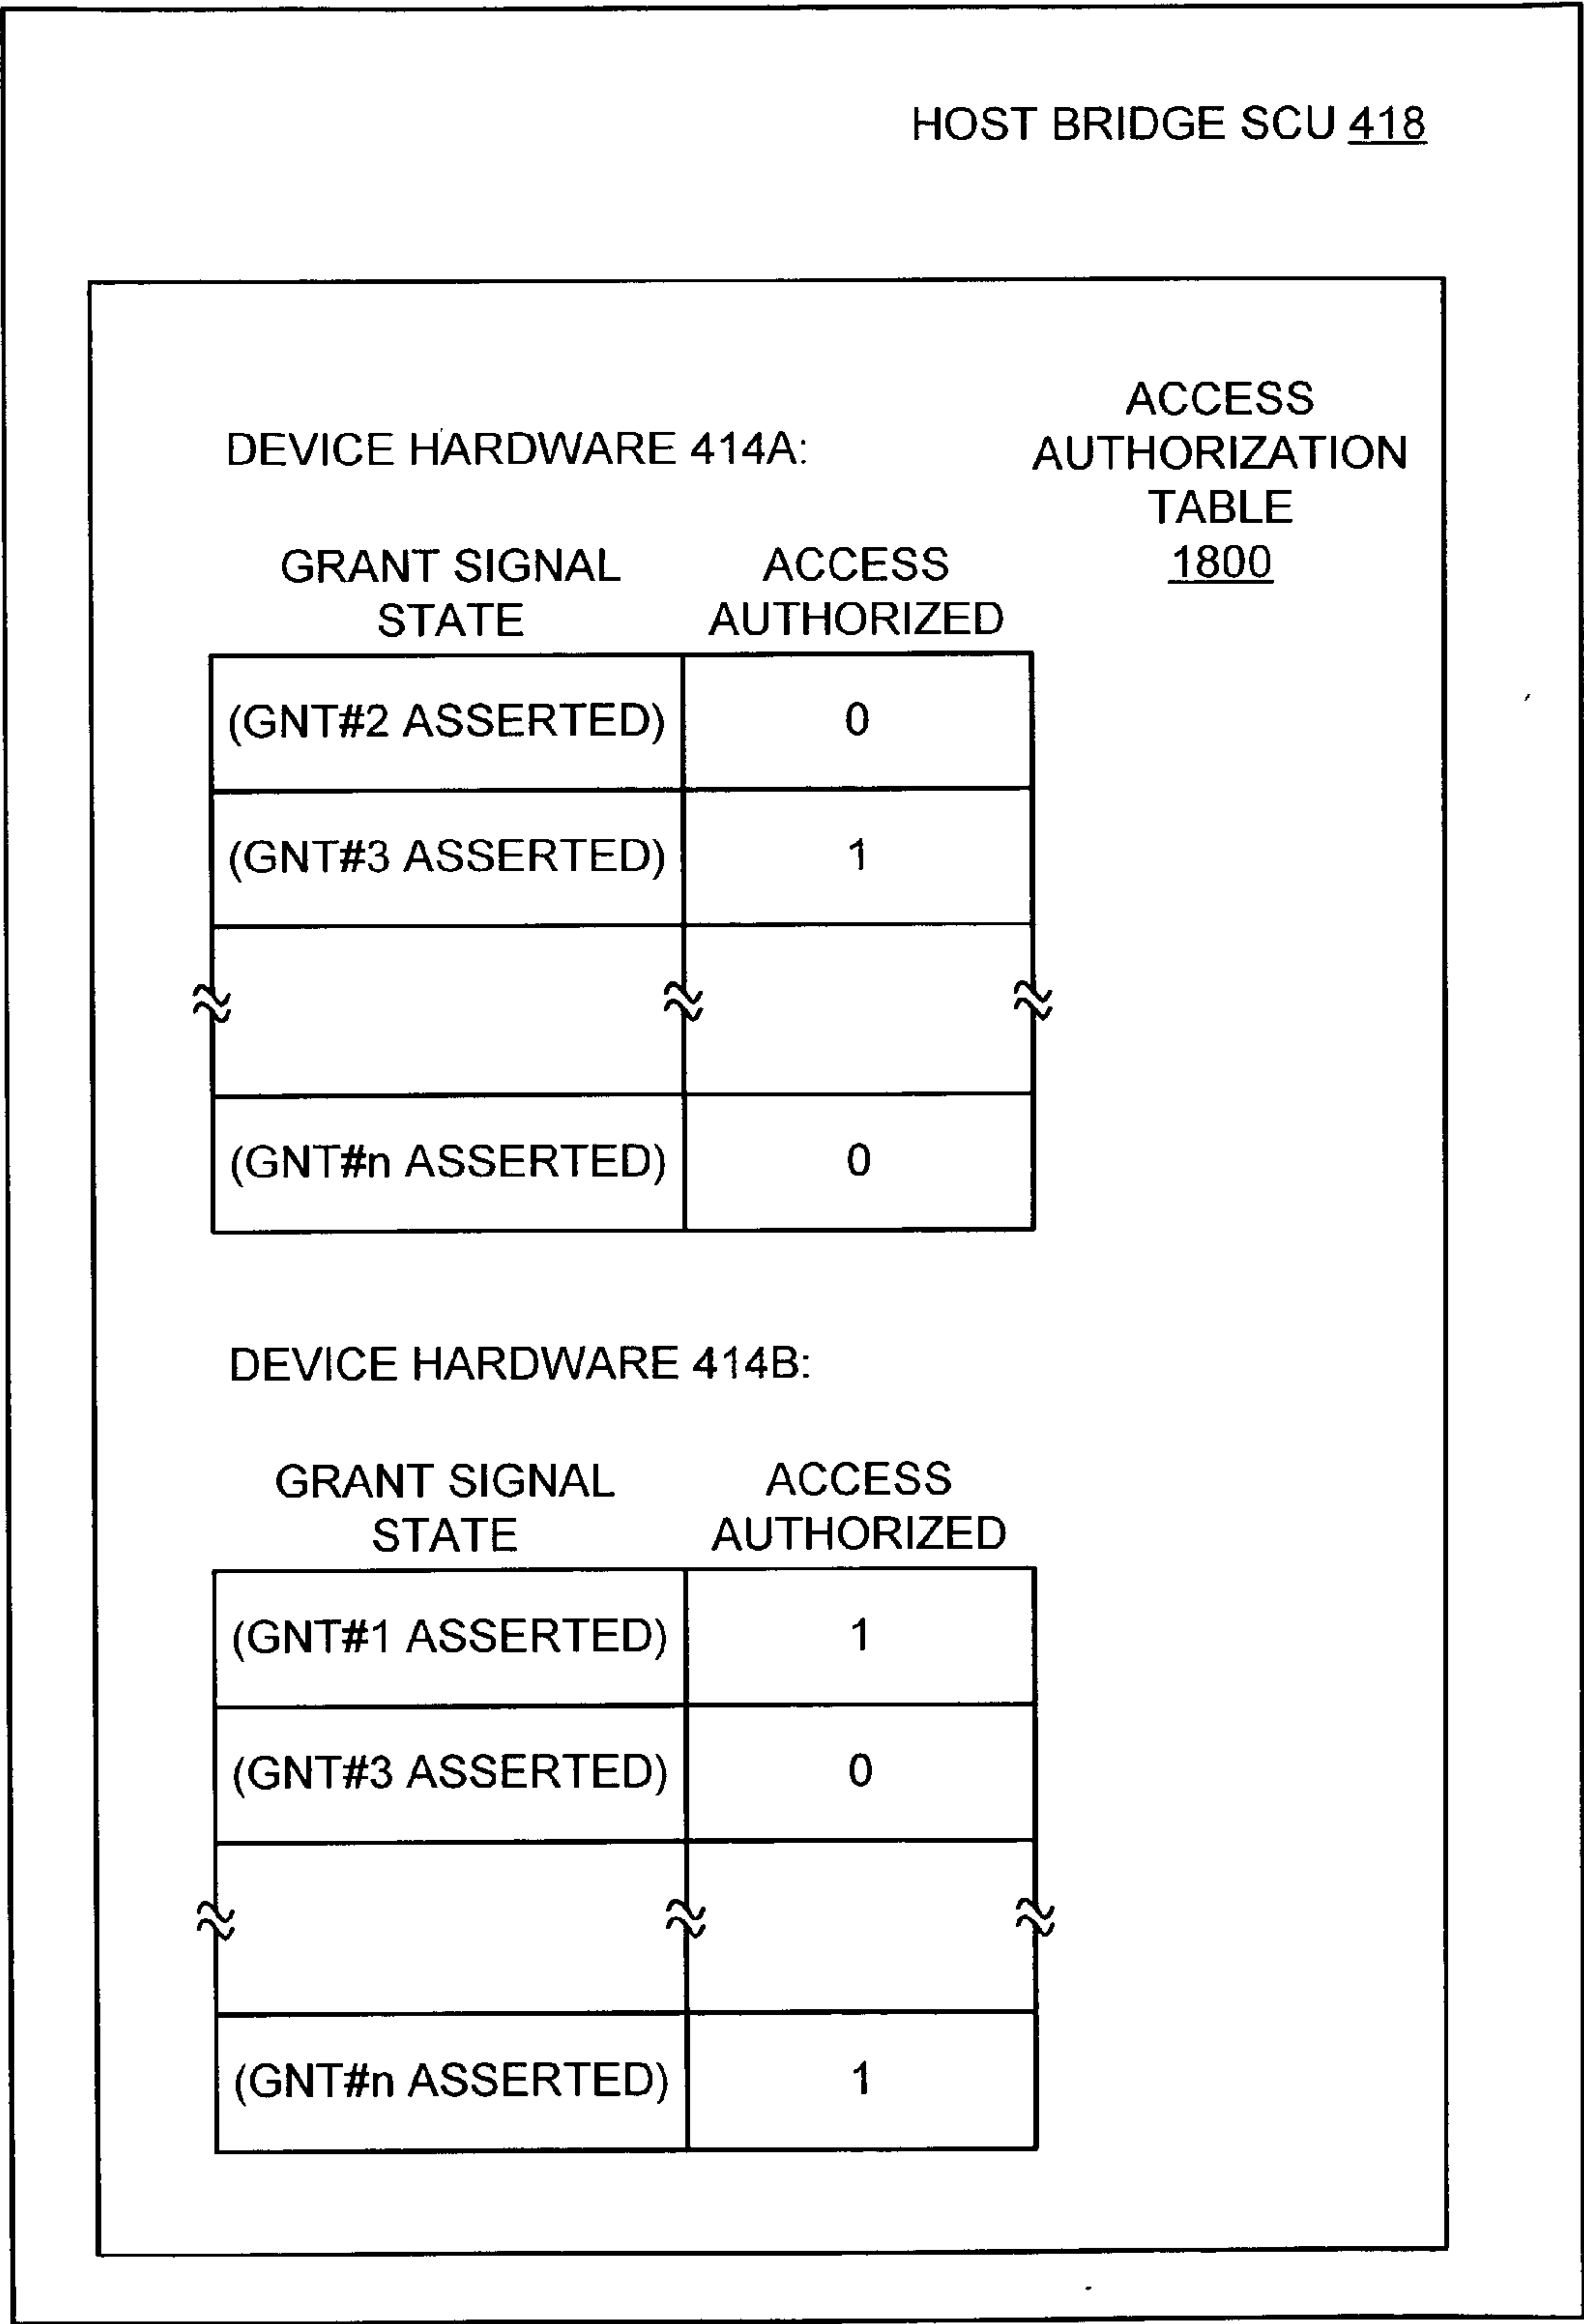 HOST BRIDGE SCU 418
ACCESS
AUTHORIZATION
TABLE
1800
DEVICE HARDWARE 414A:
GRANT SIGNAL STATE
ACCESS AUTHORIZED
(GNT#2 ASSERTED) 0
(GNT#3 ASSERTED) 1
(GNT#n ASSERTED) 0
DEVICE HARDWARE 414B:
GRANT SIGNAL STATE
ACCESS AUTHORIZED
(GNT#1 ASSERTED) 1
(GNT#3 ASSERTED) 0
(GNT#n ASSERTED) 1